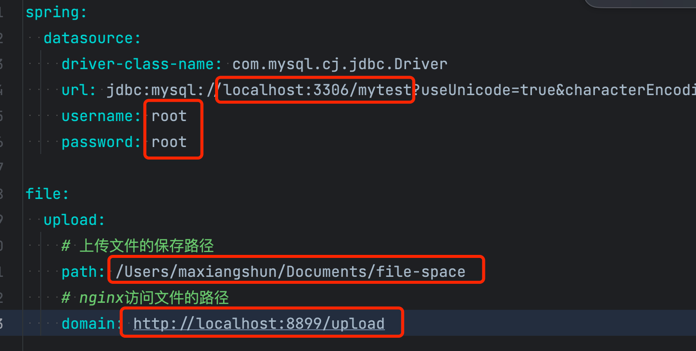 spring:
datasource:
driver-class-name: com.mysql.cj.jdbc.Driver
url: jdbc:mysql://localhost:3306/mytest?useUnicode=true&characterEncodi
username: root
password: root
file:
upload:
# 上传文件的保存路径
path: /Users/maxiangshun/Documents/file-space
# nginx访问文件的路径
domain: http://localhost:8899/upload